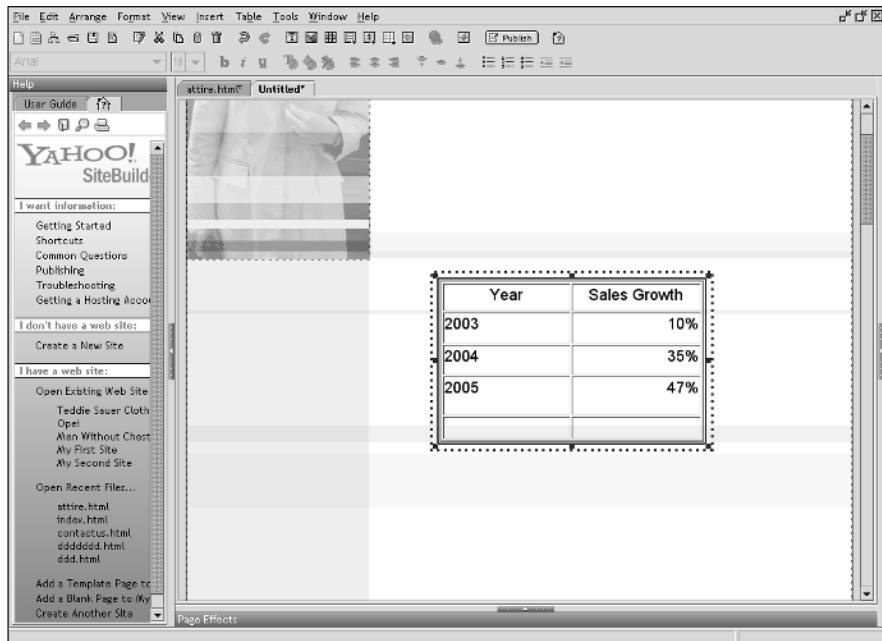 File Edit Arrange Format View Insert Table Tools Window Help
Publish
Arial 18 b i u
Help
User Guide
attire.html* Untitled*
YAHOO!
SiteBuild
I want information:
Getting Started
Shortcuts
Common Questions
Publishing
Troubleshooting
Getting a Hosting Accou
I don't have a web site:
Create a New Site
I have a web site:
Open Existing Web Site
Teddie Sauer Cloth
Opei
Men Without Chest
My First Site
My Second Site
Open Recent Files...
attire.html
index.html
contactus.html
ddddddd.html
ddd.html
Add a Template Page to
Add a Blank Page to My
Create Another Site
Year Sales Growth
2003 10%
2004 35%
2005 47%
Page Effects